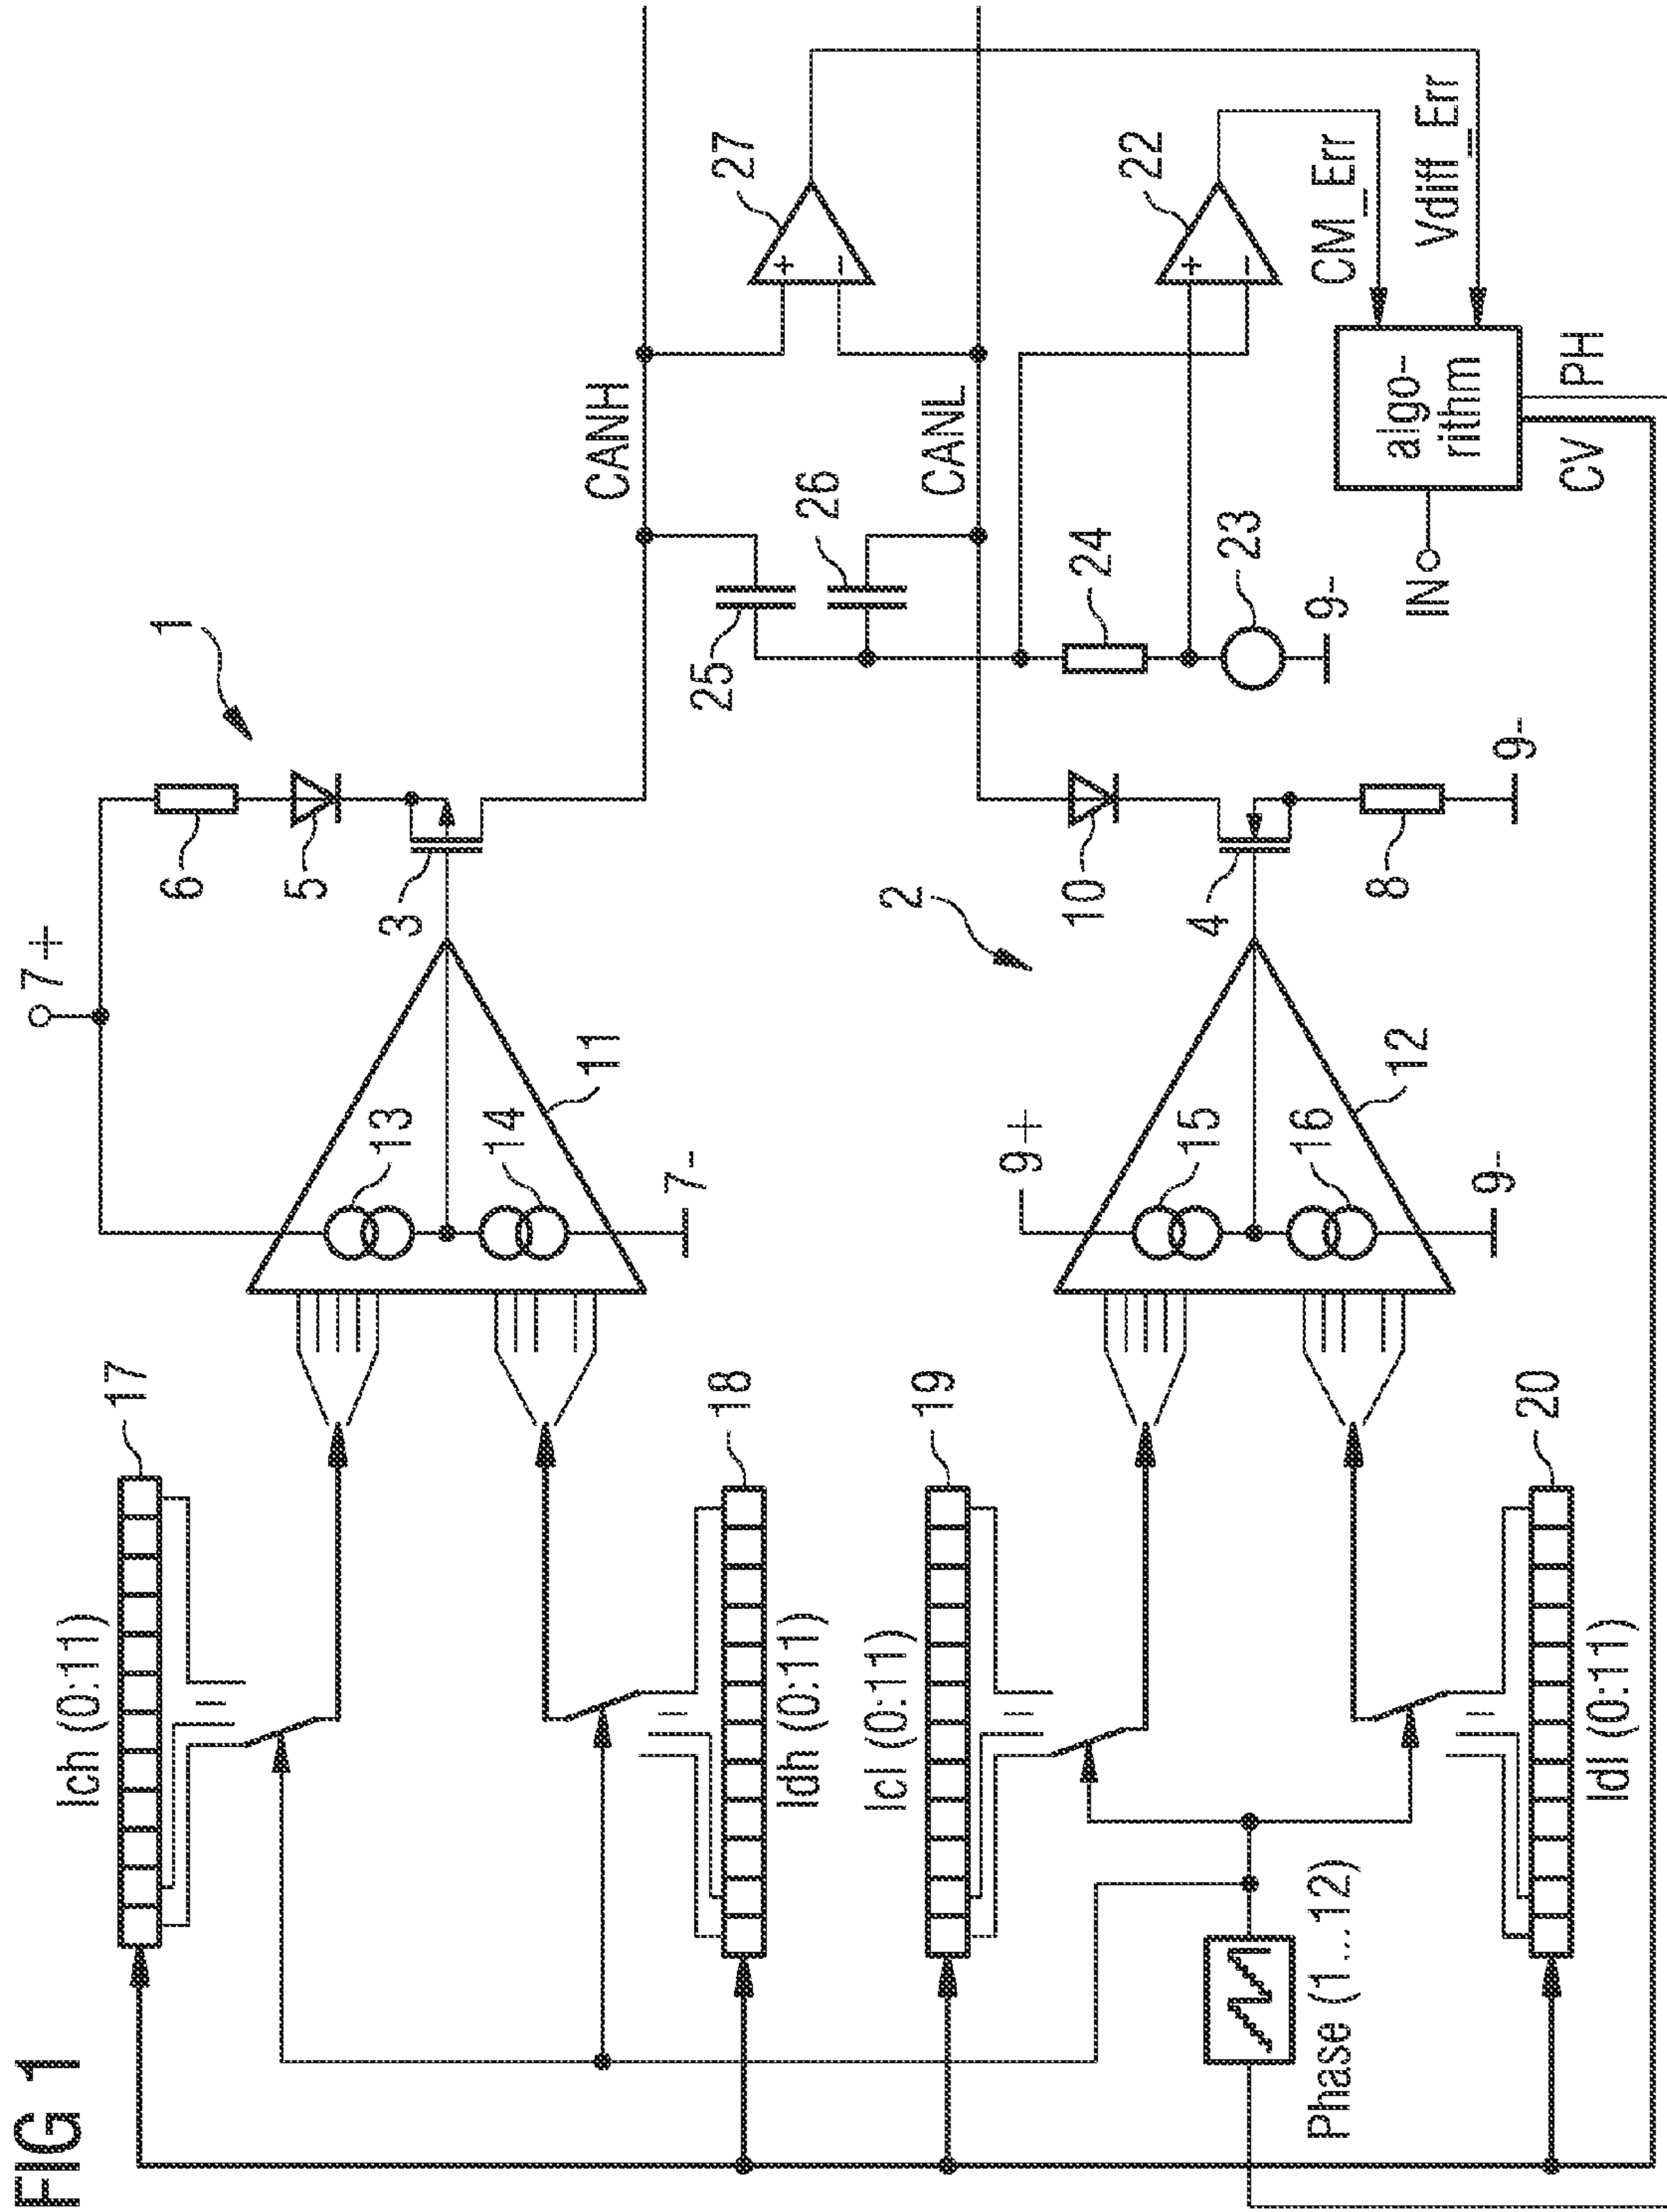 FIG 1
7+
1
6
5
3
11
13
14
7-
17
Ich (0:11)
18
Idh (0:11)
CANH
27
25
26
CANL
24
23
9-
22
CM_Err
Vdiff_Err
algo-
rithm
IN
CV
PH
2
10
4
8
9-
9+
15
16
12
9-
19
Icl (0:11)
20
Idl (0:11)
Phase (1...12)